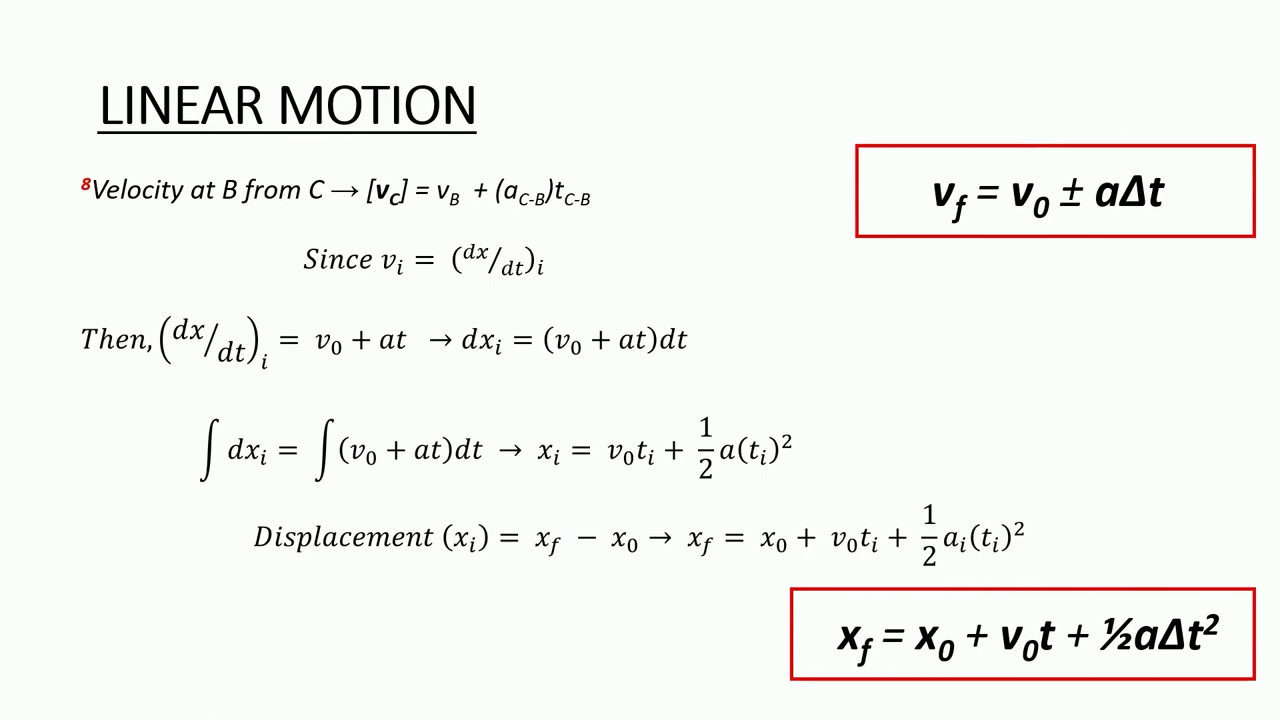 LINEAR MOTION
⁸Velocity at B from C → [v_C] = v_B + (a_C-B)t_C-B
v_f = v_0 ± aΔt
Since v_i = (dx/dt)_i
Then, (dx/dt)_i = v_0 + at → dx_i = (v_0 + at)dt
∫ dx_i = ∫ (v_0 + at)dt → x_i = v_0t_i + 1/2 a(t_i)²
Displacement (x_i) = x_f − x_0 → x_f = x_0 + v_0t_i + 1/2 a_i(t_i)²
x_f = x_0 + v_0t + ½aΔt²